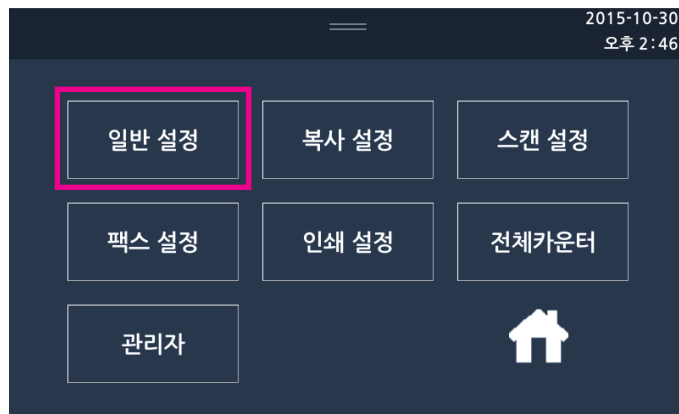 2015-10-30
오후 2:46
일반 설정
복사 설정
스캔 설정
팩스 설정
인쇄 설정
전체카운터
관리자